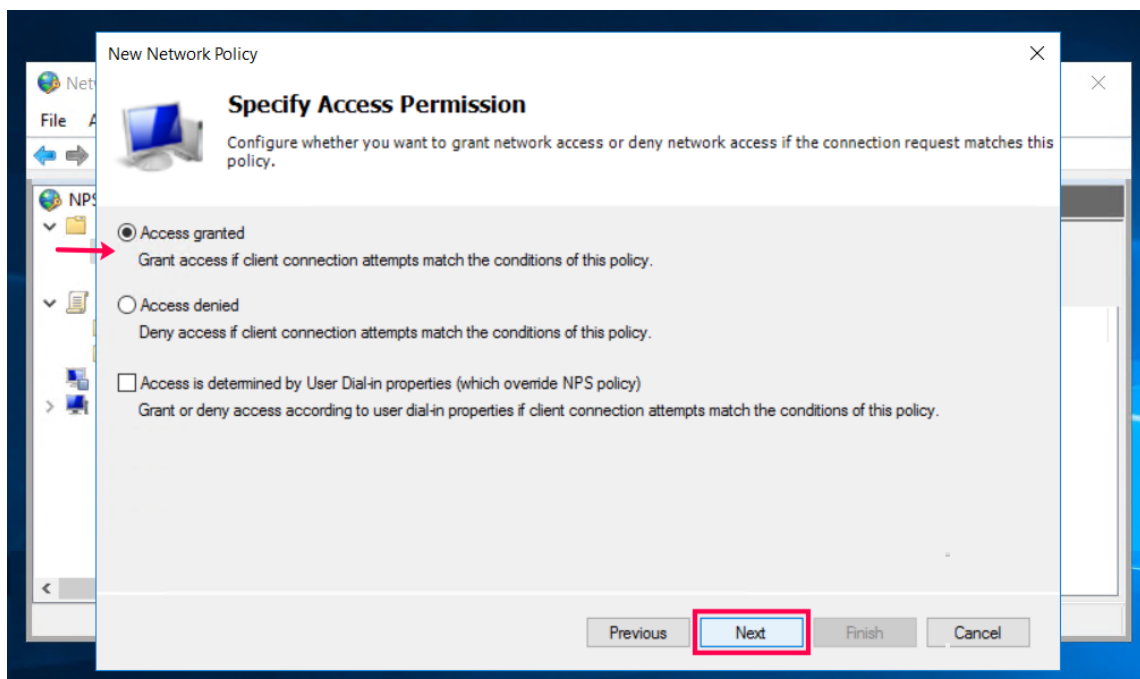 New Network Policy
Net
File
Specify Access Permission
Configure whether you want to grant network access or deny network access if the connection request matches this
policy.
NPS
Access granted
Grant access if client connection attempts match the conditions of this policy.
Access denied
Deny access if client connection attempts match the conditions of this policy.
Access is determined by User Dial-in properties (which override NPS policy)
Grant or deny access according to user dial-in properties if client connection attempts match the conditions of this policy.
Previous
Next
Finish
Cancel